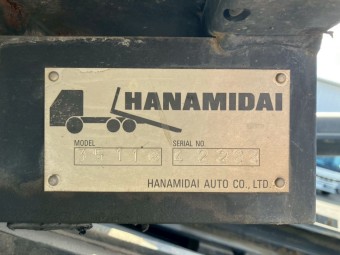 HANAMIDAI
MODEL SERIAL NO.
HANAMIDAI AUTO CO., LTD.